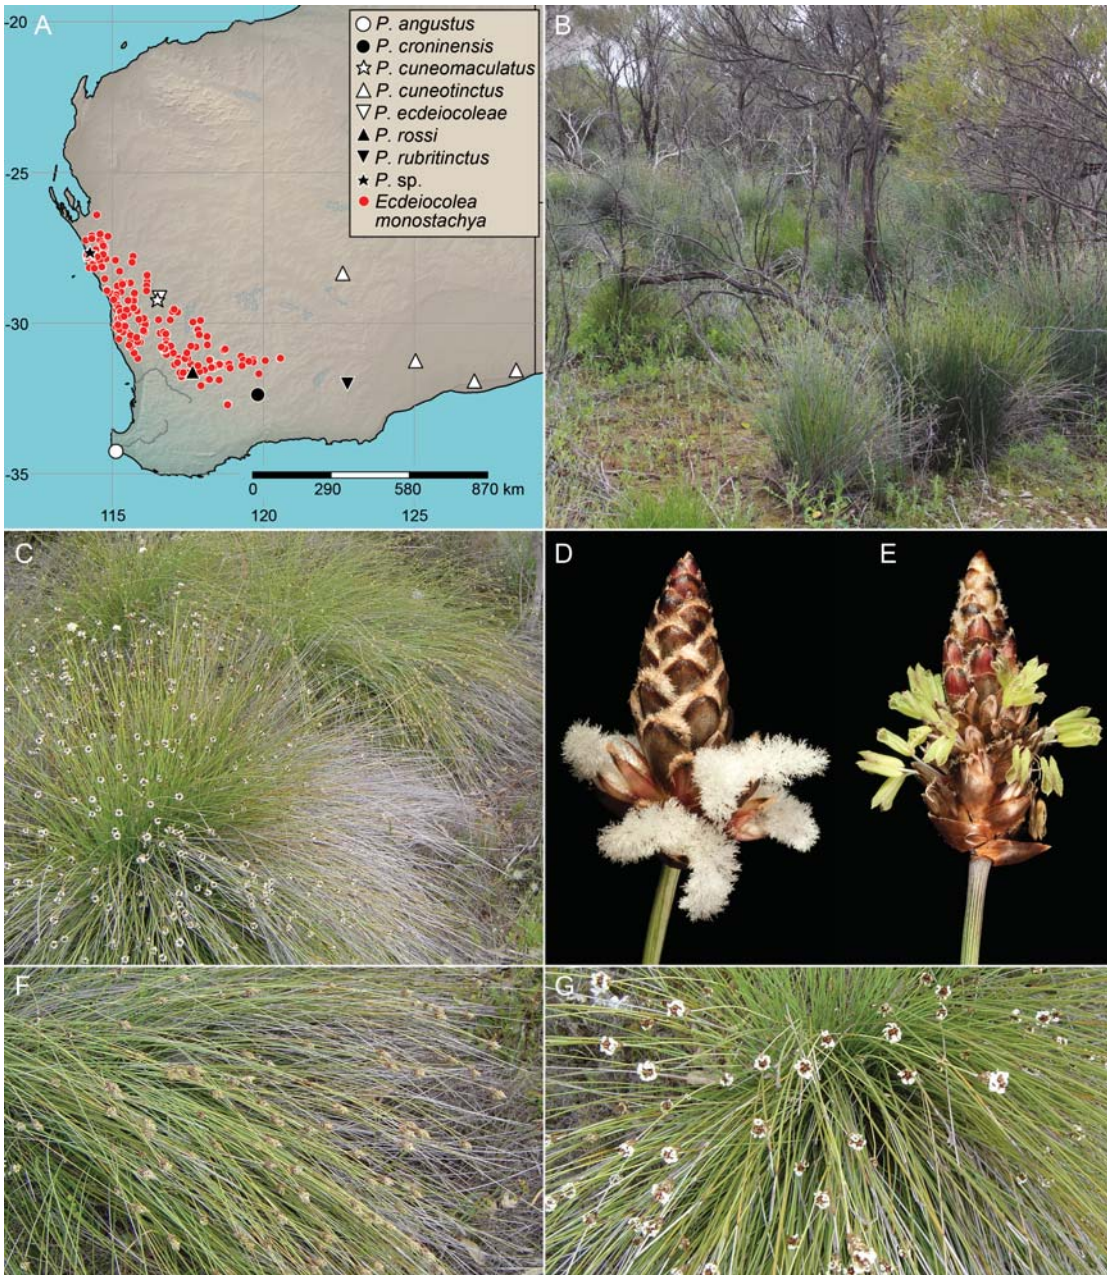 A
-20
-25
-30
-35
115
120
125
P. angustus
P. croninensis
P. cuneomaculatus
P. cuneotinctus
P. ecdeiocoleae
P. rossi
P. rubritinctus
P. sp.
Ecdeiocolea
monostachya
0 290 580 870 km
B
C
D
E
F
G